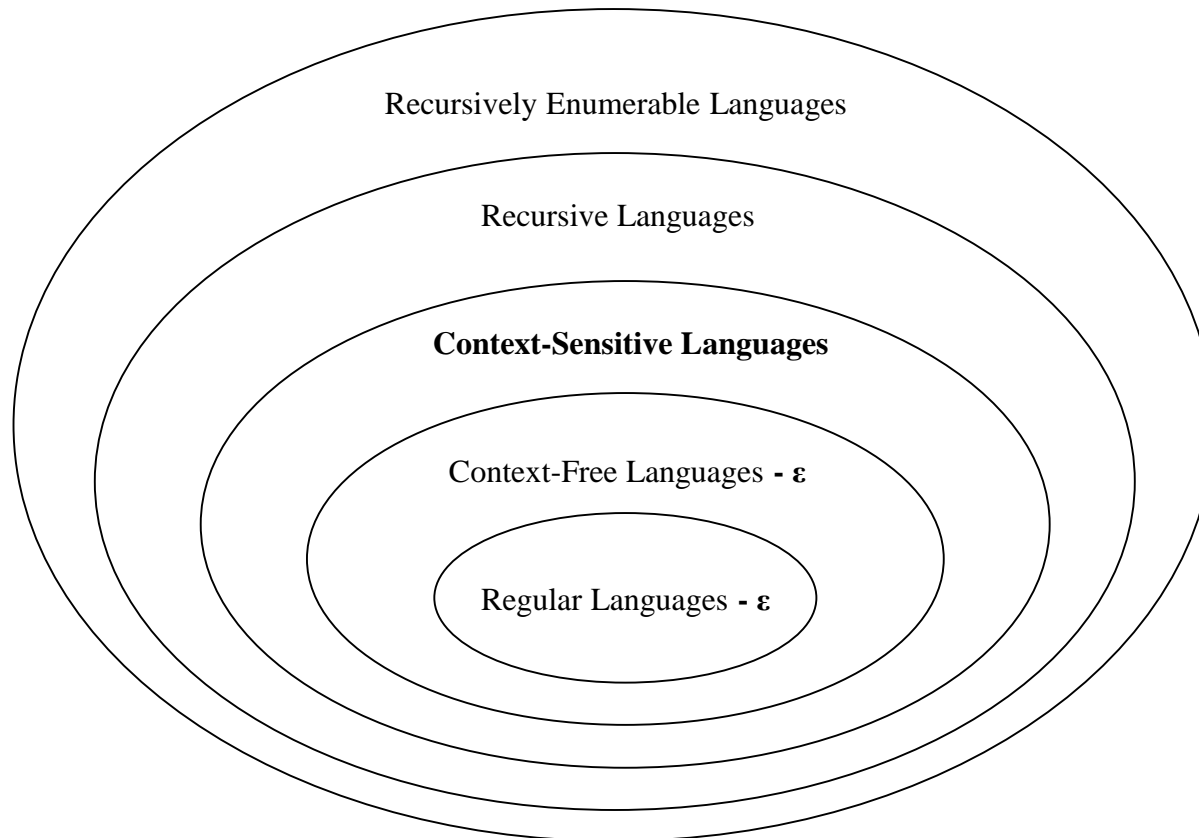 Recursively Enumerable Languages
Recursive Languages
Context-Sensitive Languages
Context-Free Languages - ε
Regular Languages - ε